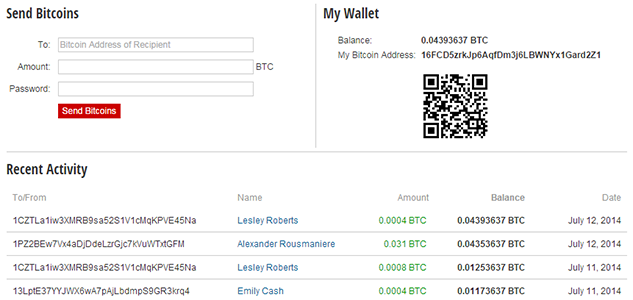 Send Bitcoins
To: Bitcoin Address of Recipient
Amount: BTC
Password:
Send Bitcoins
My Wallet
Balance: 0.04393637 BTC
My Bitcoin Address: 16FCD5zrkJp6AqfDm3j6LBWNYx1Gard2Z1
Recent Activity
To/From Name Amount Balance Date
1CZTLa1iw3XMRB9sa52S1V1cMqKPVE45Na Lesley Roberts 0.0004 BTC 0.04393637 BTC July 12, 2014
1PZ2BEw7Vx4aDjDdeLzrGjc7kVuWTxtGFM Alexander Rousmaniere 0.031 BTC 0.04353637 BTC July 12, 2014
1CZTLa1iw3XMRB9sa52S1V1cMqKPVE45Na Lesley Roberts 0.0008 BTC 0.01253637 BTC July 11, 2014
13LptE37YYJWX6wA7pAjLbdmpS9GR3krq4 Emily Cash 0.0004 BTC 0.01173637 BTC July 11, 2014